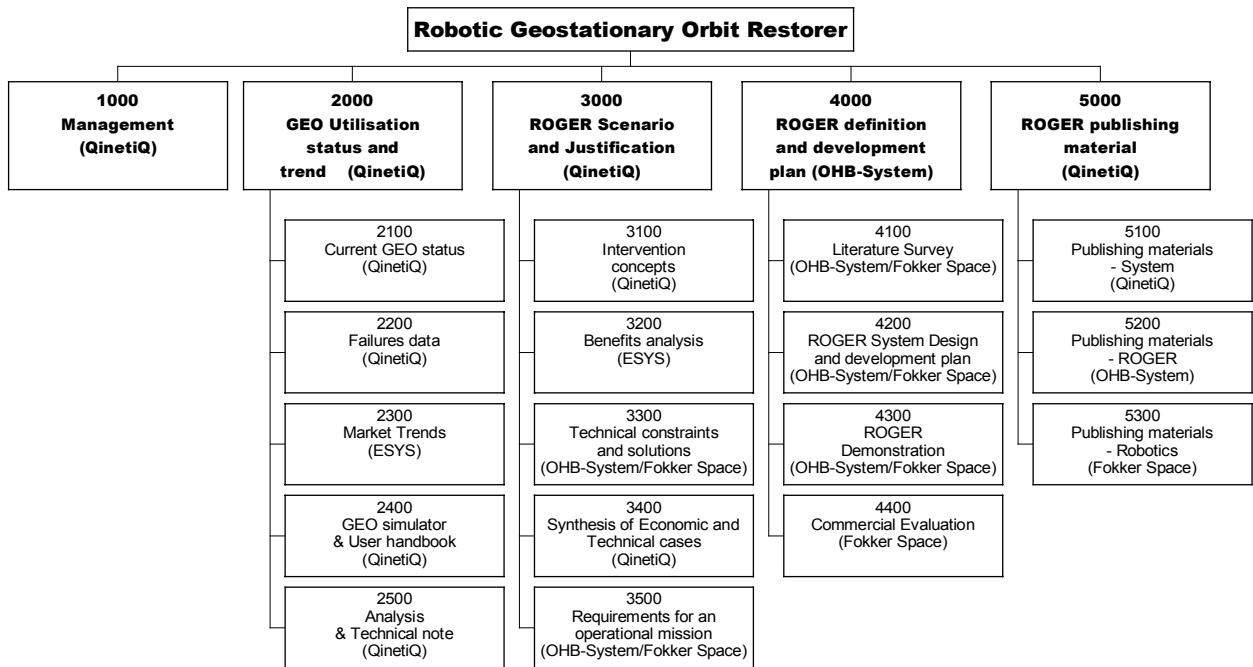 Robotic Geostationary Orbit Restorer
1000
Management
(QinetiQ)
2000
GEO Utilisation
status and
trend (QinetiQ)
3000
ROGER Scenario
and Justification
(QinetiQ)
4000
ROGER definition
and development
plan (OHB-System)
5000
ROGER publishing
material
(QinetiQ)
2100
Current GEO status
(QinetiQ)
2200
Failures data
(QinetiQ)
2300
Market Trends
(ESYS)
2400
GEO simulator
& User handbook
(QinetiQ)
2500
Analysis
& Technical note
(QinetiQ)
3100
Intervention
concepts
(QinetiQ)
3200
Benefits analysis
(ESYS)
3300
Technical constraints
and solutions
(OHB-System/Fokker Space)
3400
Synthesis of Economic and
Technical cases
(QinetiQ)
3500
Requirements for an
operational mission
(OHB-System/Fokker Space)
4100
Literature Survey
(OHB-System/Fokker Space)
4200
ROGER System Design
and development plan
(OHB-System/Fokker Space)
4300
ROGER
Demonstration
(OHB-System/Fokker Space)
4400
Commercial Evaluation
(Fokker Space)
5100
Publishing materials
- System
(QinetiQ)
5200
Publishing materials
- ROGER
(OHB-System)
5300
Publishing materials
- Robotics
(Fokker Space)